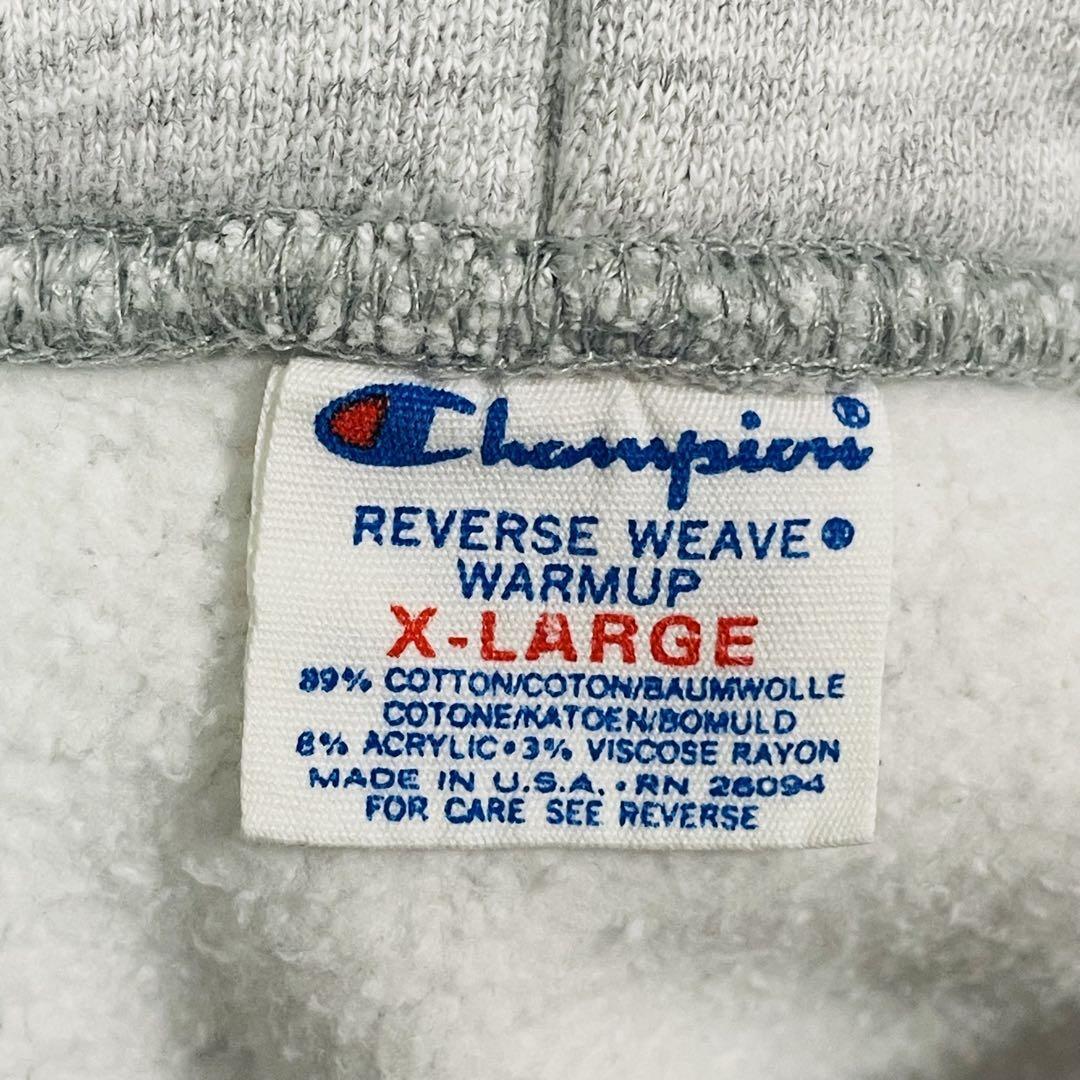 Champion®
REVERSE WEAVE®
WARMUP
X-LARGE
89% COTTON/COTON/BAUMWOLLE
COTONE/KATOEN/BOMULD
8% ACRYLIC•3% VISCOSE RAYON
MADE IN U.S.A.•RN 26094
FOR CARE SEE REVERSE